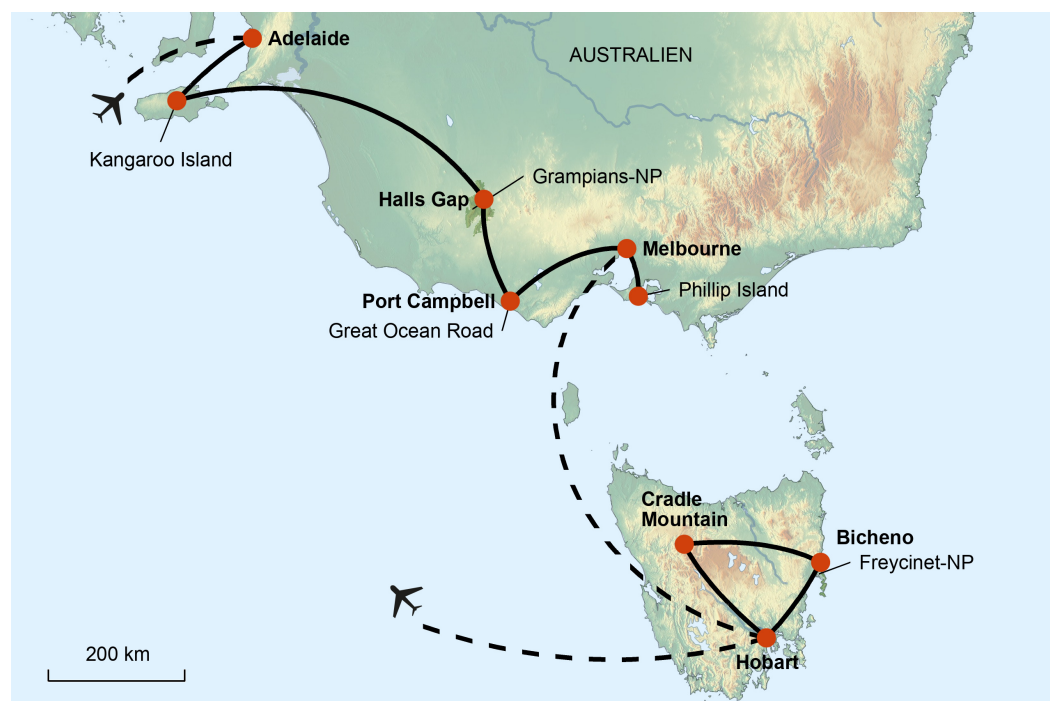 Adelaide
AUSTRALIEN
Kangaroo Island
Grampians-NP
Halls Gap
Melbourne
Phillip Island
Port Campbell
Great Ocean Road
Cradle
Mountain
Bicheno
Freycinet-NP
200 km
Hobart